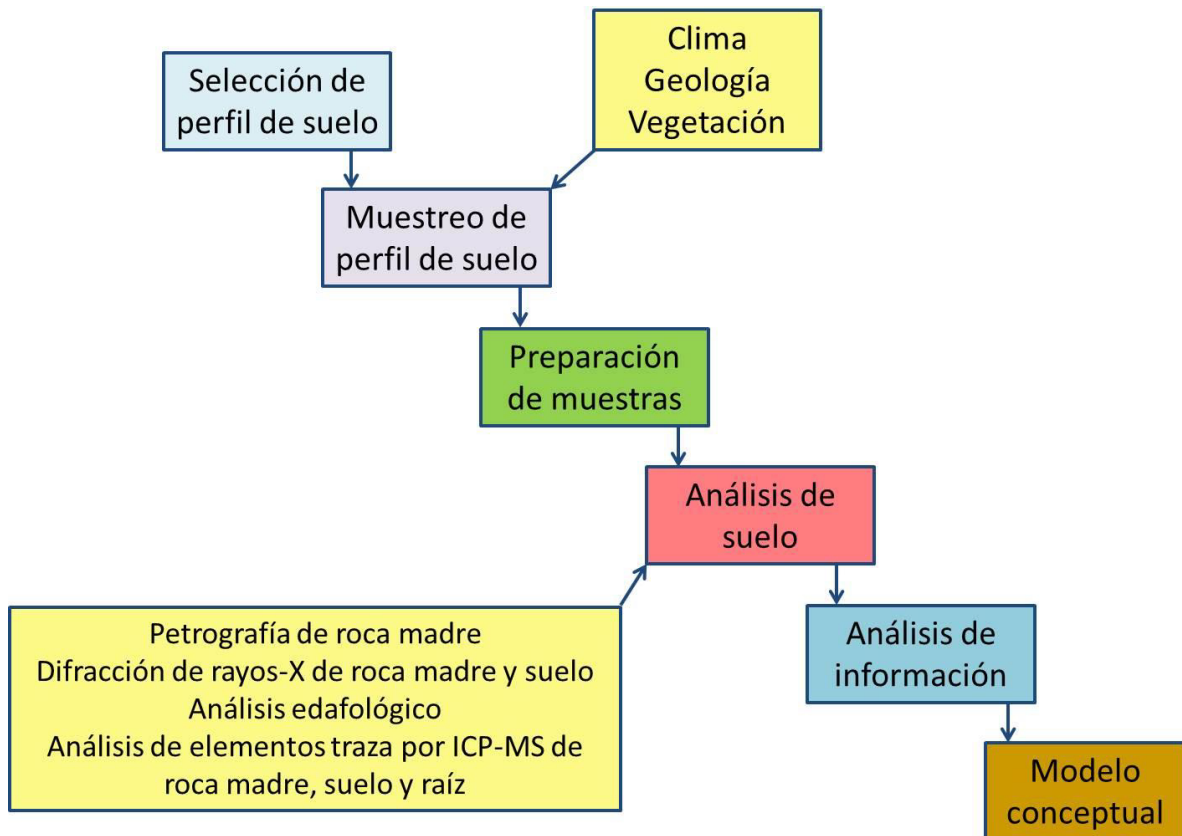 Selección de
perfil de suelo
Clima
Geología
Vegetación
Muestreo de
perfil de suelo
Preparación
de muestras
Análisis de
suelo
Petrografía de roca madre
Difracción de rayos-X de roca madre y suelo
Análisis edafológico
Análisis de elementos traza por ICP-MS de
roca madre, suelo y raíz
Análisis de
información
Modelo
conceptual